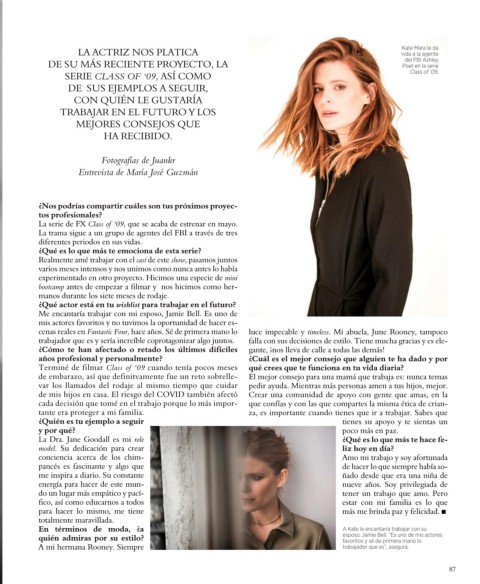 LA ACTRIZ NOS PLATICA
DE SU MÁS RECIENTE PROYECTO, LA
SERIE CLASS OF ’09, ASÍ COMO
DE SUS EJEMPLOS A SEGUIR,
CON QUIÉN LE GUSTARÍA
TRABAJAR EN EL FUTURO Y LOS
MEJORES CONSEJOS QUE
HA RECIBIDO.
Fotografías de Juankr
Entrevista de María José Guzmán
Kate Mara le da
vida a la agente
del FBI Ashley
Poet en la serie
Class of ’09
¿Nos podrías compartir cuáles son tus próximos proyec-
tos profesionales?
La serie de FX Class of ’09, que se acaba de estrenar en mayo.
La trama sigue a un grupo de agentes del FBI a través de tres
diferentes periodos en sus vidas.
¿Qué es lo que más te emociona de esta serie?
Realmente amé trabajar con el cast de este show, pasamos juntos
varios meses intensos y nos unimos como nunca antes lo había
experimentado en otro proyecto. Hicimos una especie de mini
bootcamp antes de empezar a filmar y nos hicimos como her-
manos durante los siete meses de rodaje.
¿Qué actor está en tu wishlist para trabajar en el futuro?
Me encantaría trabajar con mi esposo, Jamie Bell. Es uno de
mis actores favoritos y no tuvimos la oportunidad de hacer es-
cenas reales en Fantastic Four, hace años. Sé de primera mano lo
trabajador que es y sería increíble coprotagonizar algo juntos.
¿Cómo te han afectado o retado los últimos difíciles
años profesional y personalmente?
Terminé de filmar Class of ’09 cuando tenía pocos meses
de embarazo, así que definitivamente fue un reto sobrelle-
var los llamados del rodaje al mismo tiempo que cuidar
de mis hijos en casa. El riesgo del COVID también afectó
cada decisión que tomé en el trabajo porque lo más impor-
tante era proteger a mi familia.
¿Quién es tu ejemplo a seguir
y por qué?
La Dra. Jane Goodall es mi role
model. Su dedicación para crear
conciencia acerca de los chim-
pancés es fascinante y algo que
me inspira a diario. Su constante
energía para hacer de este mun-
do un lugar más empático y pací-
fico, así como educarnos a todos
para hacer lo mismo, me tiene
totalmente maravillada.
En términos de moda, ¿a
quién admiras por su estilo?
A mi hermana Rooney. Siempre
luce impecable y timeless. Mi abuela, June Rooney, tampoco
falla con sus decisiones de estilo. Tiene mucha gracias y es ele-
gante, ¡nos lleva de calle a todas las demás!
¿Cuál es el mejor consejo que alguien te ha dado y por
qué crees que te funciona en tu vida diaria?
El mejor consejo para una mamá que trabaja es: nunca temas
pedir ayuda. Mientras más personas amen a tus hijos, mejor.
Crear una comunidad de apoyo con gente que amas, en la
que confías y con las que compartes la misma ética de crian-
za, es importante cuando tienes que ir a trabajar. Sabes que
tienes su apoyo y te sientas un
poco más en paz.
¿Qué es lo que más te hace fe-
liz hoy en día?
Amo mi trabajo y soy afortunada
de hacer lo que siempre había so-
ñado desde que era una niña de
nueve años. Soy privilegiada de
tener un trabajo que amo. Pero
estar con mi familia es lo que
más me brinda paz y felicidad. ■
A Kate le encantaría trabajar con su
esposo, Jamie Bell. “Es uno de mis actores
favoritos y sé de primera mano lo
trabajador que es”, asegura.
87